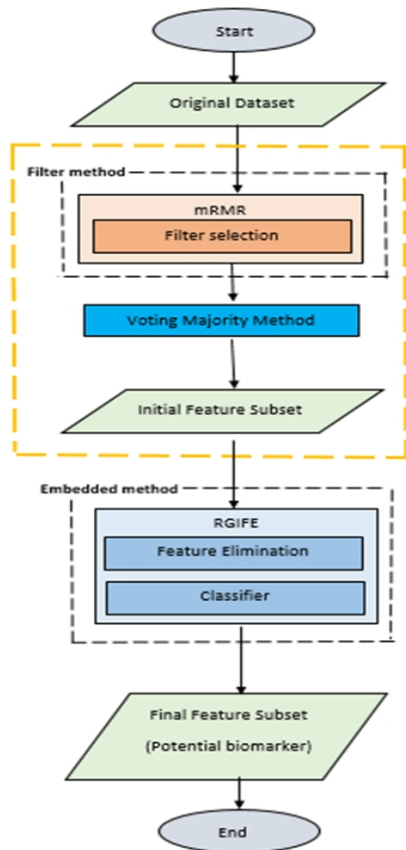 Start
Original Dataset
Filter method
mRMR
Filter selection
Voting Majority Method
Initial Feature Subset
Embedded method
RGIFE
Feature Elimination
Classifier
Final Feature Subset
(Potential biomarker)
End